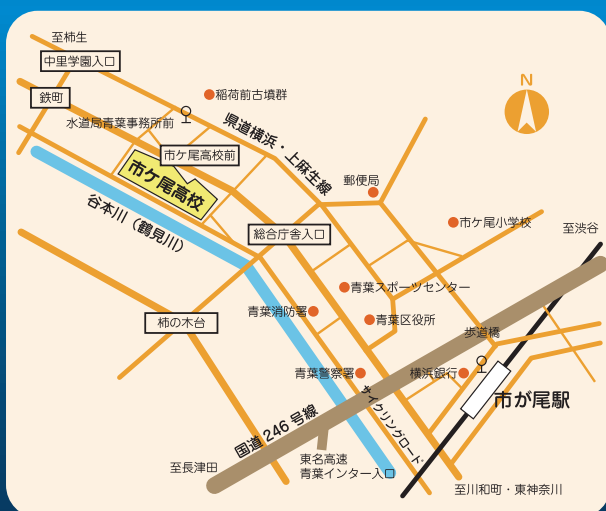 至柿生
中里学園入口
鉄町
稲荷前古墳群
水道局青葉事務所前
県道横浜・上麻生線
市ケ尾高校前
市ケ尾高校
谷本川（鶴見川）
N
郵便局
市ケ尾小学校
至渋谷
総合庁舎入口
青葉スポーツセンター
青葉消防署
青葉区役所
柿の木台
歩道橋
青葉警察署
横浜銀行
サイクリングロード
市が尾駅
国道246号線
至長津田
東名高速
青葉インター入口
至川和町・東神奈川